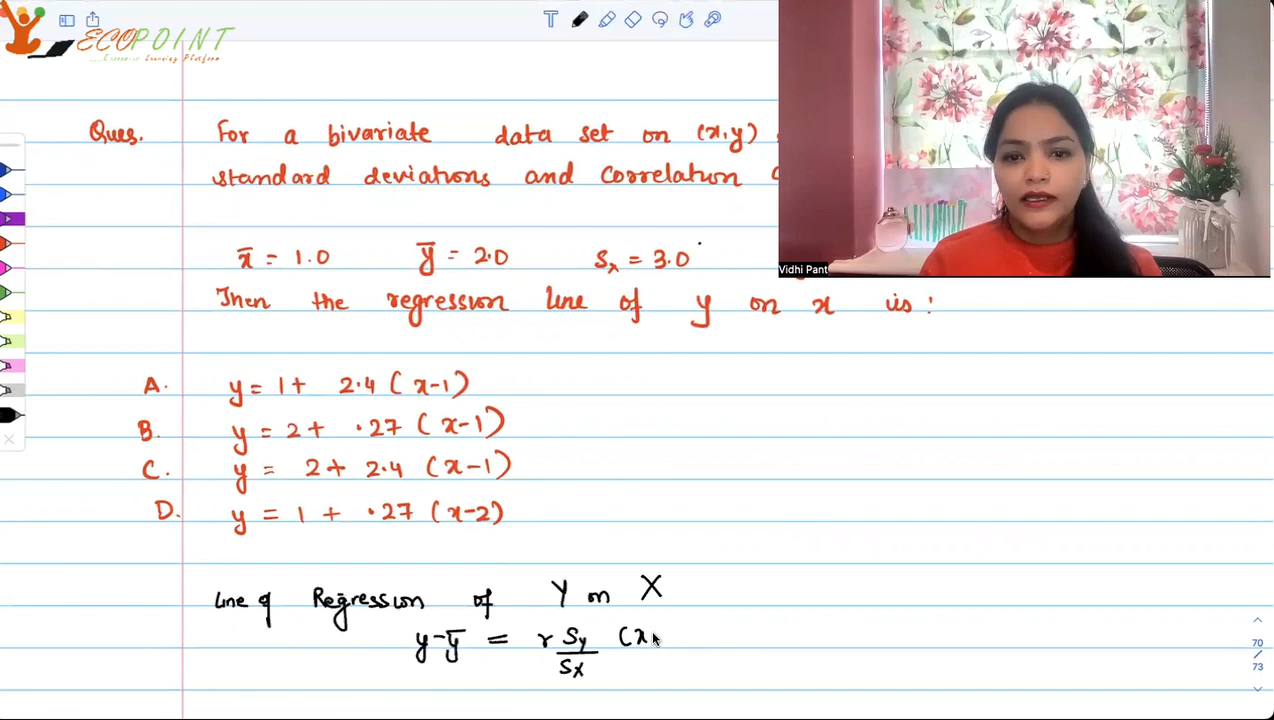 ECOPOINT
Ques. For a bivariate data set on (x,y)
standard deviations and correlation
x̄ = 1.0 ȳ = 2.0 Sx = 3.0
Vidhi Pant
Then the regression line of y on x is :
A. y = 1 + 2.4 (x-1)
B. y = 2 + .27 (x-1)
C. y = 2 + 2.4 (x-1)
D. y = 1 + .27 (x-2)
Line of Regression of Y on X
y-ȳ = r Sy/Sx (x
70
/
73